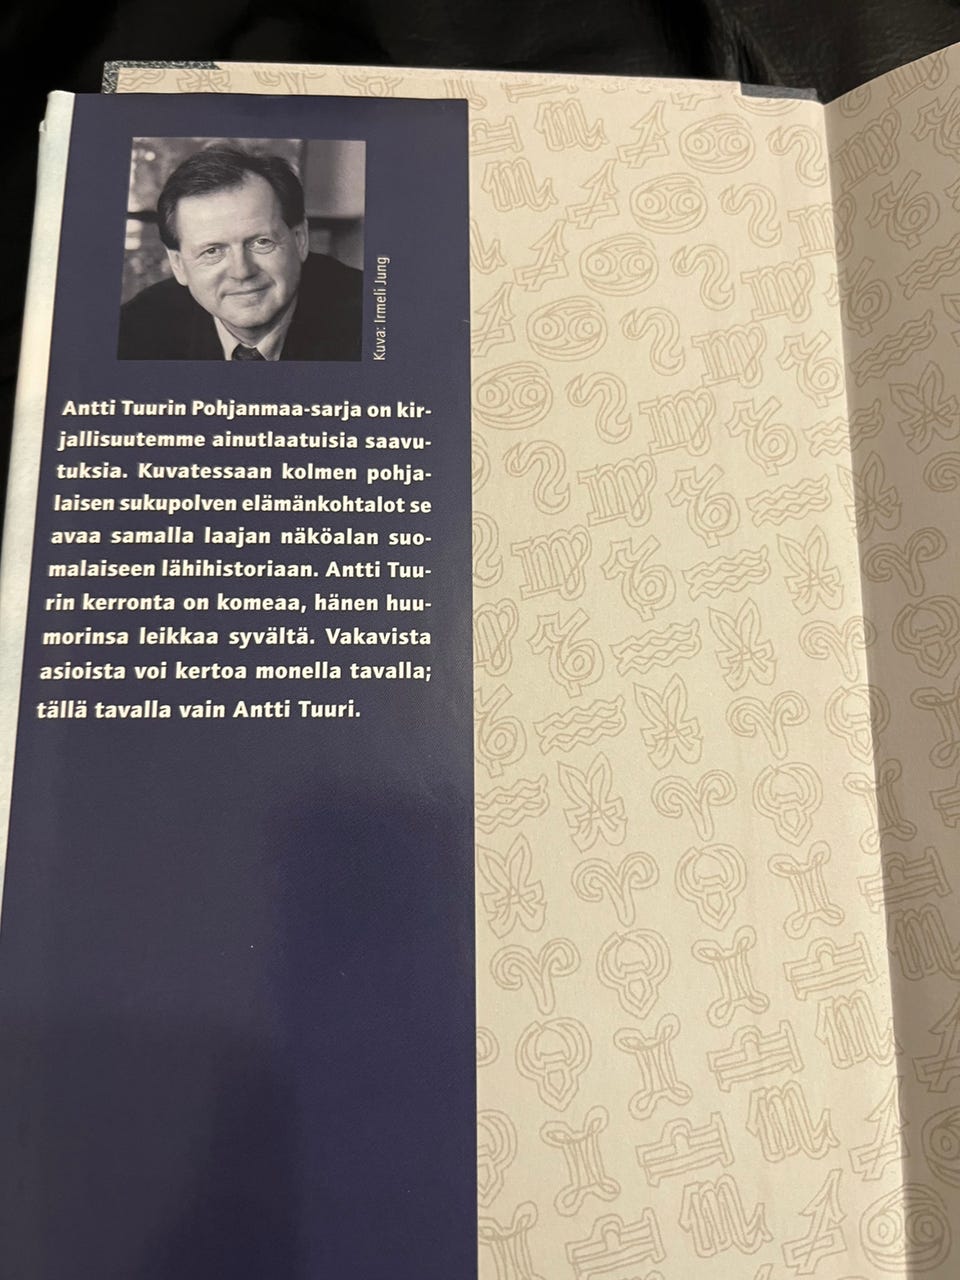 Kuva: Irmeli Jung
Antti Tuurin Pohjanmaa-sarja on kir-
jallisuutemme ainutlaatuisia saavu-
tuksia. Kuvatessaan kolmen pohja-
laisen sukupolven elämänkohtalot se
avaa samalla laajan näköalan suo-
malaiseen lähihistoriaan. Antti Tuu-
rin kerronta on komeaa, hänen huu-
morinsa leikkaa syvältä. Vakavista
asioista voi kertoa monella tavalla;
tällä tavalla vain Antti Tuuri.